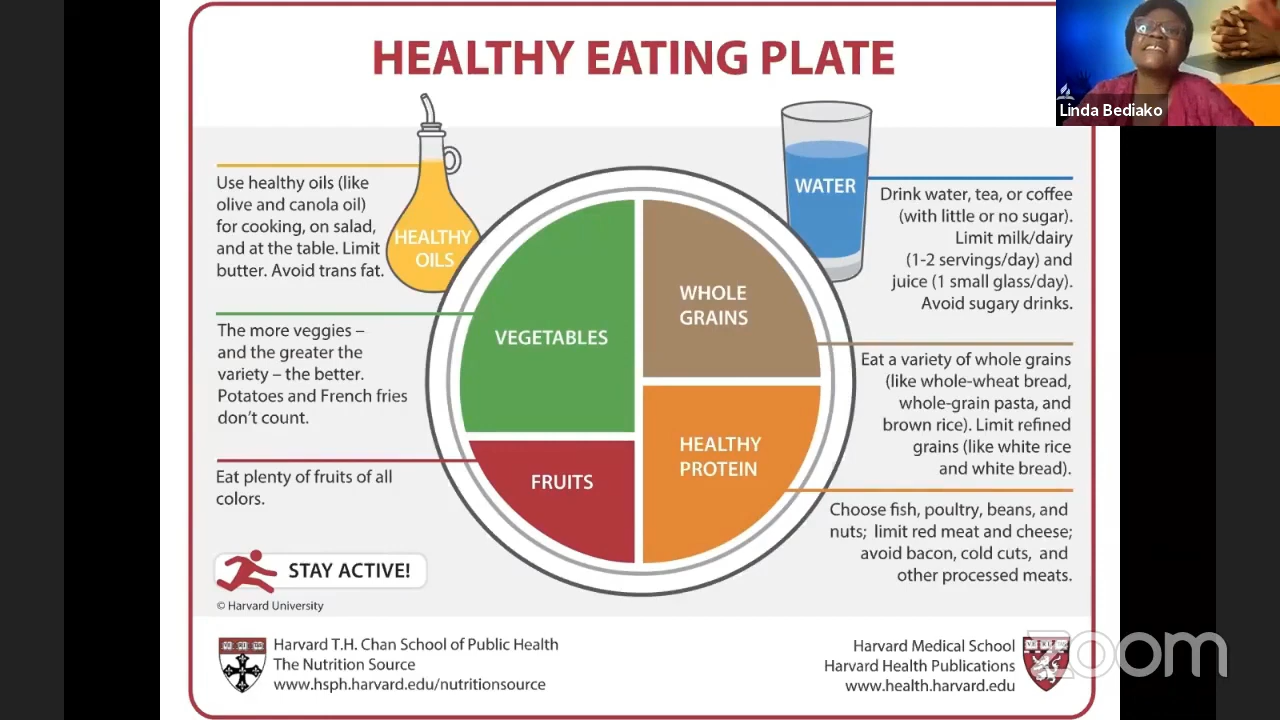 HEALTHY EATING PLATE
Linda Bediako
Use healthy oils (like
olive and canola oil)
for cooking, on salad,
and at the table. Limit
butter. Avoid trans fat.
HEALTHY
OILS
WATER
Drink water, tea, or coffee
(with little or no sugar).
Limit milk/dairy
(1-2 servings/day) and
juice (1 small glass/day).
Avoid sugary drinks.
The more veggies –
and the greater the
variety – the better.
Potatoes and French fries
don't count.
VEGETABLES
WHOLE
GRAINS
Eat a variety of whole grains
(like whole-wheat bread,
whole-grain pasta, and
brown rice). Limit refined
grains (like white rice
and white bread).
Eat plenty of fruits of all
colors.
FRUITS
HEALTHY
PROTEIN
Choose fish, poultry, beans, and
nuts; limit red meat and cheese;
avoid bacon, cold cuts, and
other processed meats.
STAY ACTIVE!
© Harvard University
Harvard T.H. Chan School of Public Health
The Nutrition Source
www.hsph.harvard.edu/nutritionsource
Harvard Medical School
Harvard Health Publications
www.health.harvard.edu
zoom